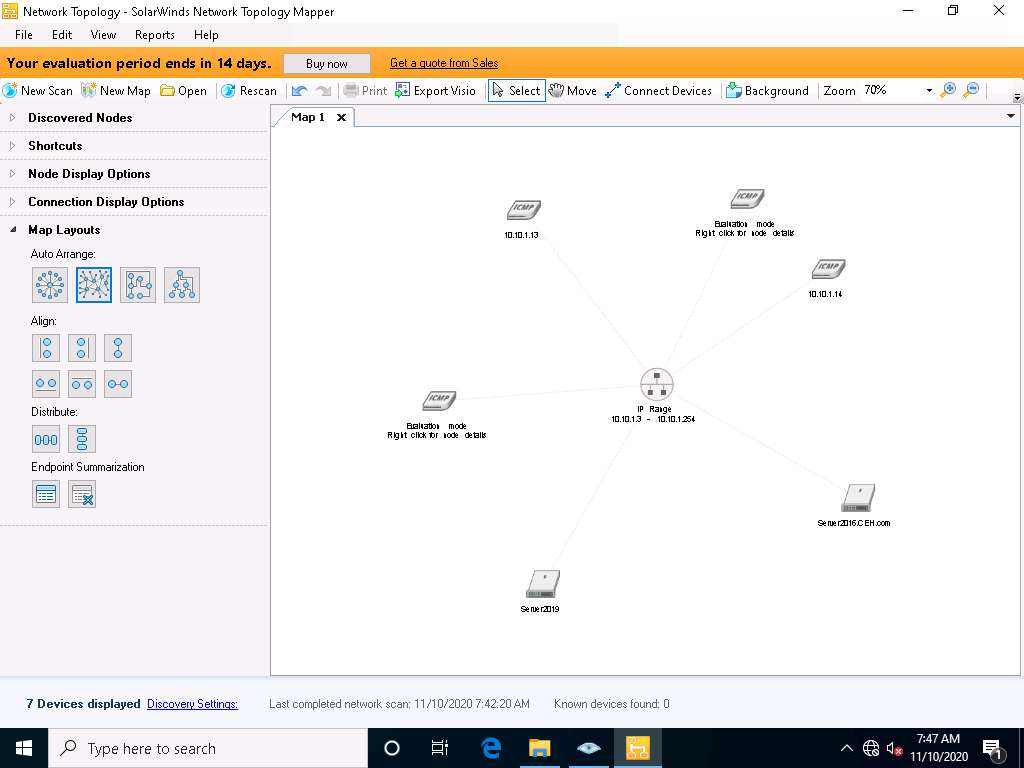 Network Topology - SolarWinds Network Topology Mapper
File Edit View Reports Help
Your evaluation period ends in 14 days. Buy now Get a quote from Sales
New Scan New Map Open Rescan Print Export Visio Select Move Connect Devices Background Zoom 70%
Discovered Nodes
Shortcuts
Node Display Options
Connection Display Options
Map Layouts
Auto Arrange:
Align:
Distribute:
Endpoint Summarization
Map 1
ICMP
10.10.1.13
ICMP
Evaluation mode
Right click for node details
ICMP
10.10.1.14
ICMP
Evaluation mode
Right click for node details
IP Range
10.10.1.3 - 10.10.1.254
Server2016.CEH.com
Server2019
7 Devices displayed Discovery Settings: Last completed network scan: 11/10/2020 7:42:20 AM Known devices found: 0
Type here to search
7:47 AM
11/10/2020
1